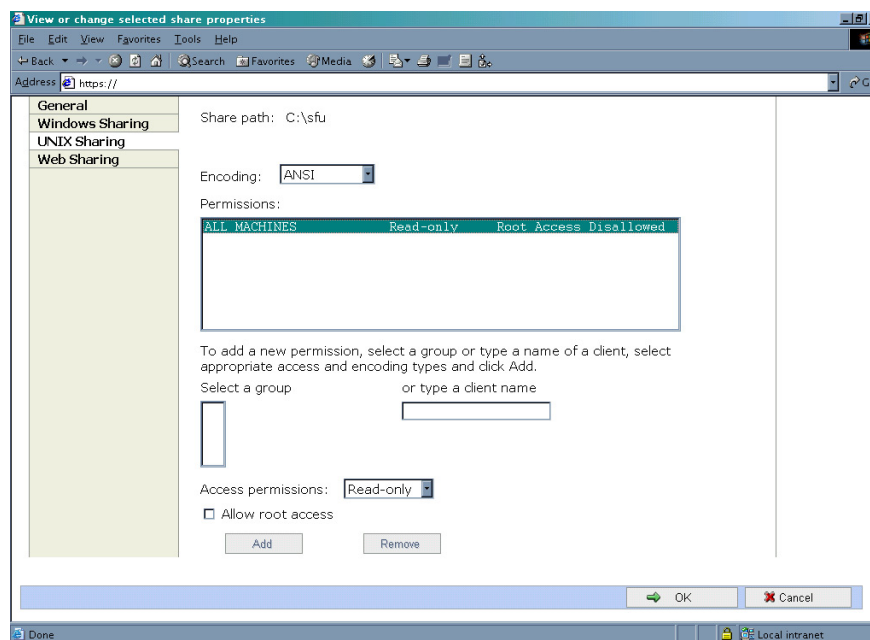 View or change selected share properties
File Edit View Favorites Tools Help
Back Search Favorites Media
Address https://
General
Windows Sharing
UNIX Sharing
Web Sharing
Share path: C:\sfu
Encoding: ANSI
Permissions:
ALL MACHINES Read-only Root Access Disallowed
To add a new permission, select a group or type a name of a client, select
appropriate access and encoding types and click Add.
Select a group or type a client name
Access permissions: Read-only
Allow root access
Add Remove
OK Cancel
Done Local intranet